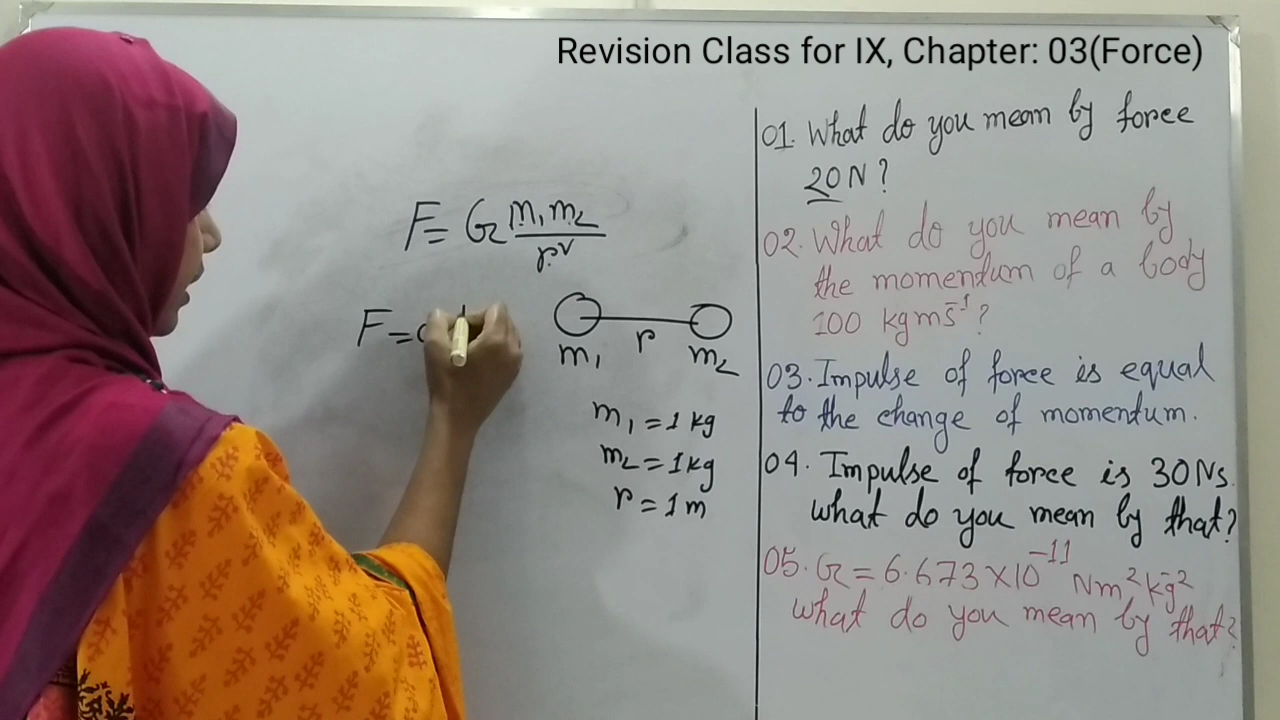 Revision Class for IX, Chapter: 03(Force)
F = G m₁m₂
r²
F =
m₁ r m₂
m₁ = 1 kg
m₂ = 1 kg
r = 1 m
01. What do you mean by force
20 N?
02. What do you mean by
the momentum of a body
100 kgms⁻¹?
03. Impulse of force is equal
to the change of momentum.
04. Impulse of force is 30 Ns.
what do you mean by that?
05. G = 6.673 × 10⁻¹¹ Nm² kg⁻²
what do you mean by that?